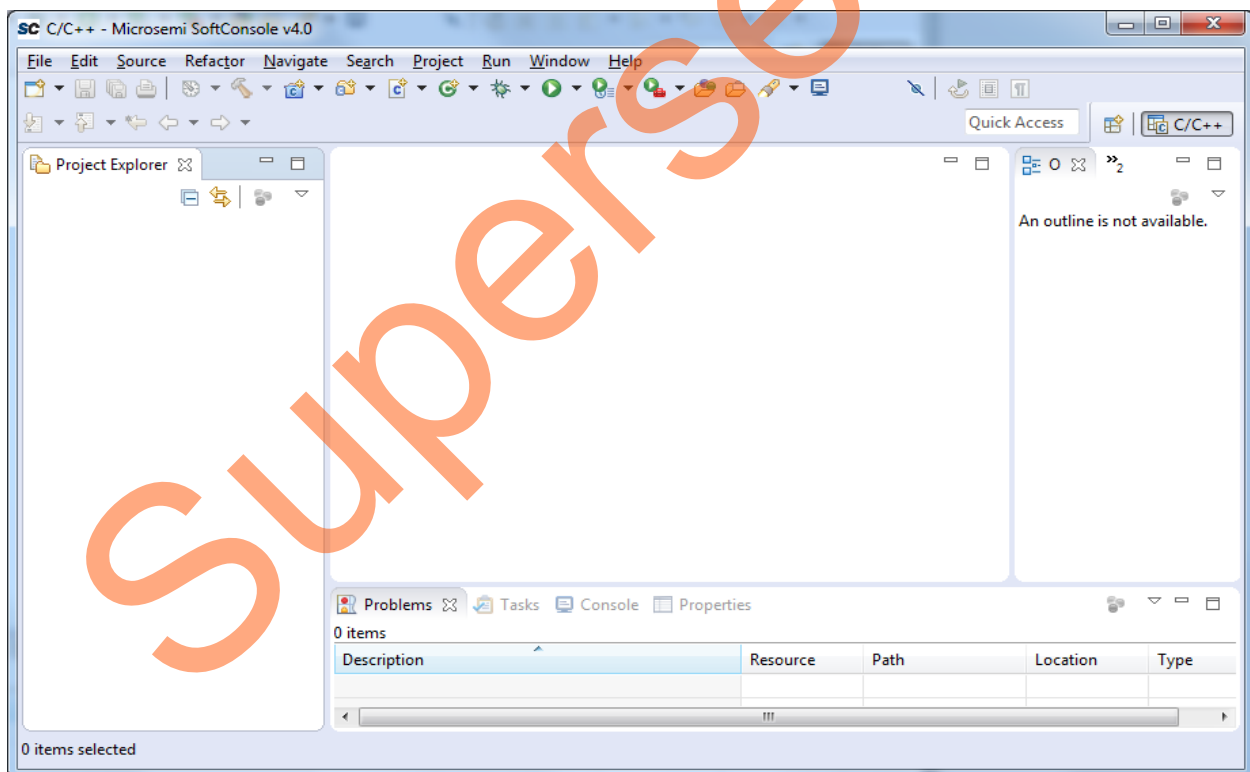 SC C/C++ - Microsemi SoftConsole v4.0
File Edit Source Refactor Navigate Search Project Run Window Help
Quick Access C/C++
Project Explorer
O »2
An outline is not available.
Superse
Problems Tasks Console Properties
0 items
Description Resource Path Location Type
0 items selected